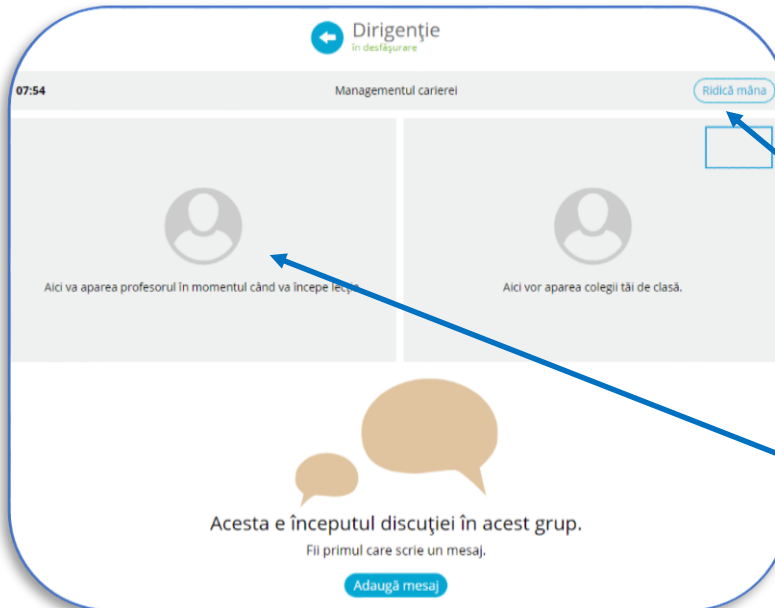 Dirigenție
în desfășurare
07:54 Managementul carierei Ridică mâna
Aici va aparea profesorul în momentul când va începe lecția.
Aici vor aparea colegii tăi de clasă.
Acesta e începutul discuției în acest grup.
Fii primul care scrie un mesaj.
Adaugă mesaj